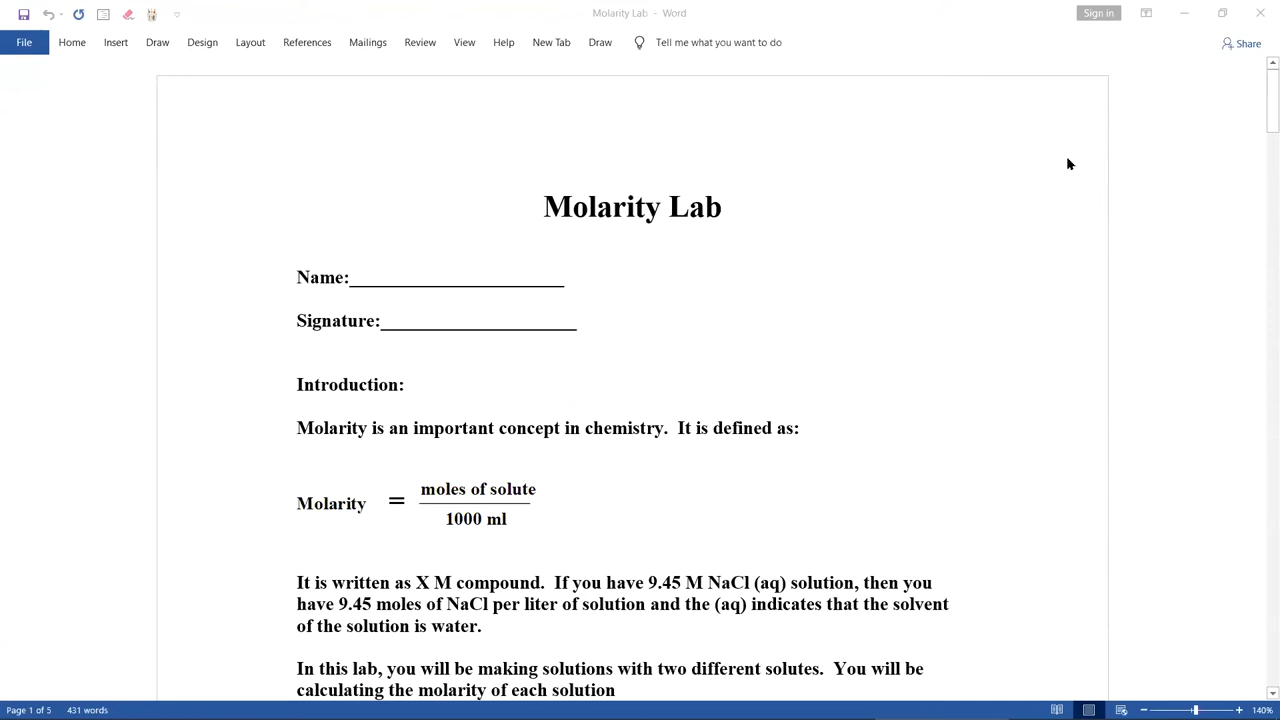 Molarity Lab - Word
Sign in
File Home Insert Draw Design Layout References Mailings Review View Help New Tab Draw Tell me what you want to do Share
Molarity Lab
Name:______________________
Signature:____________________
Introduction:
Molarity is an important concept in chemistry. It is defined as:
Molarity = moles of solute
1000 ml
It is written as X M compound. If you have 9.45 M NaCl (aq) solution, then you
have 9.45 moles of NaCl per liter of solution and the (aq) indicates that the solvent
of the solution is water.
In this lab, you will be making solutions with two different solutes. You will be
calculating the molarity of each solution
Page 1 of 5 431 words 140%